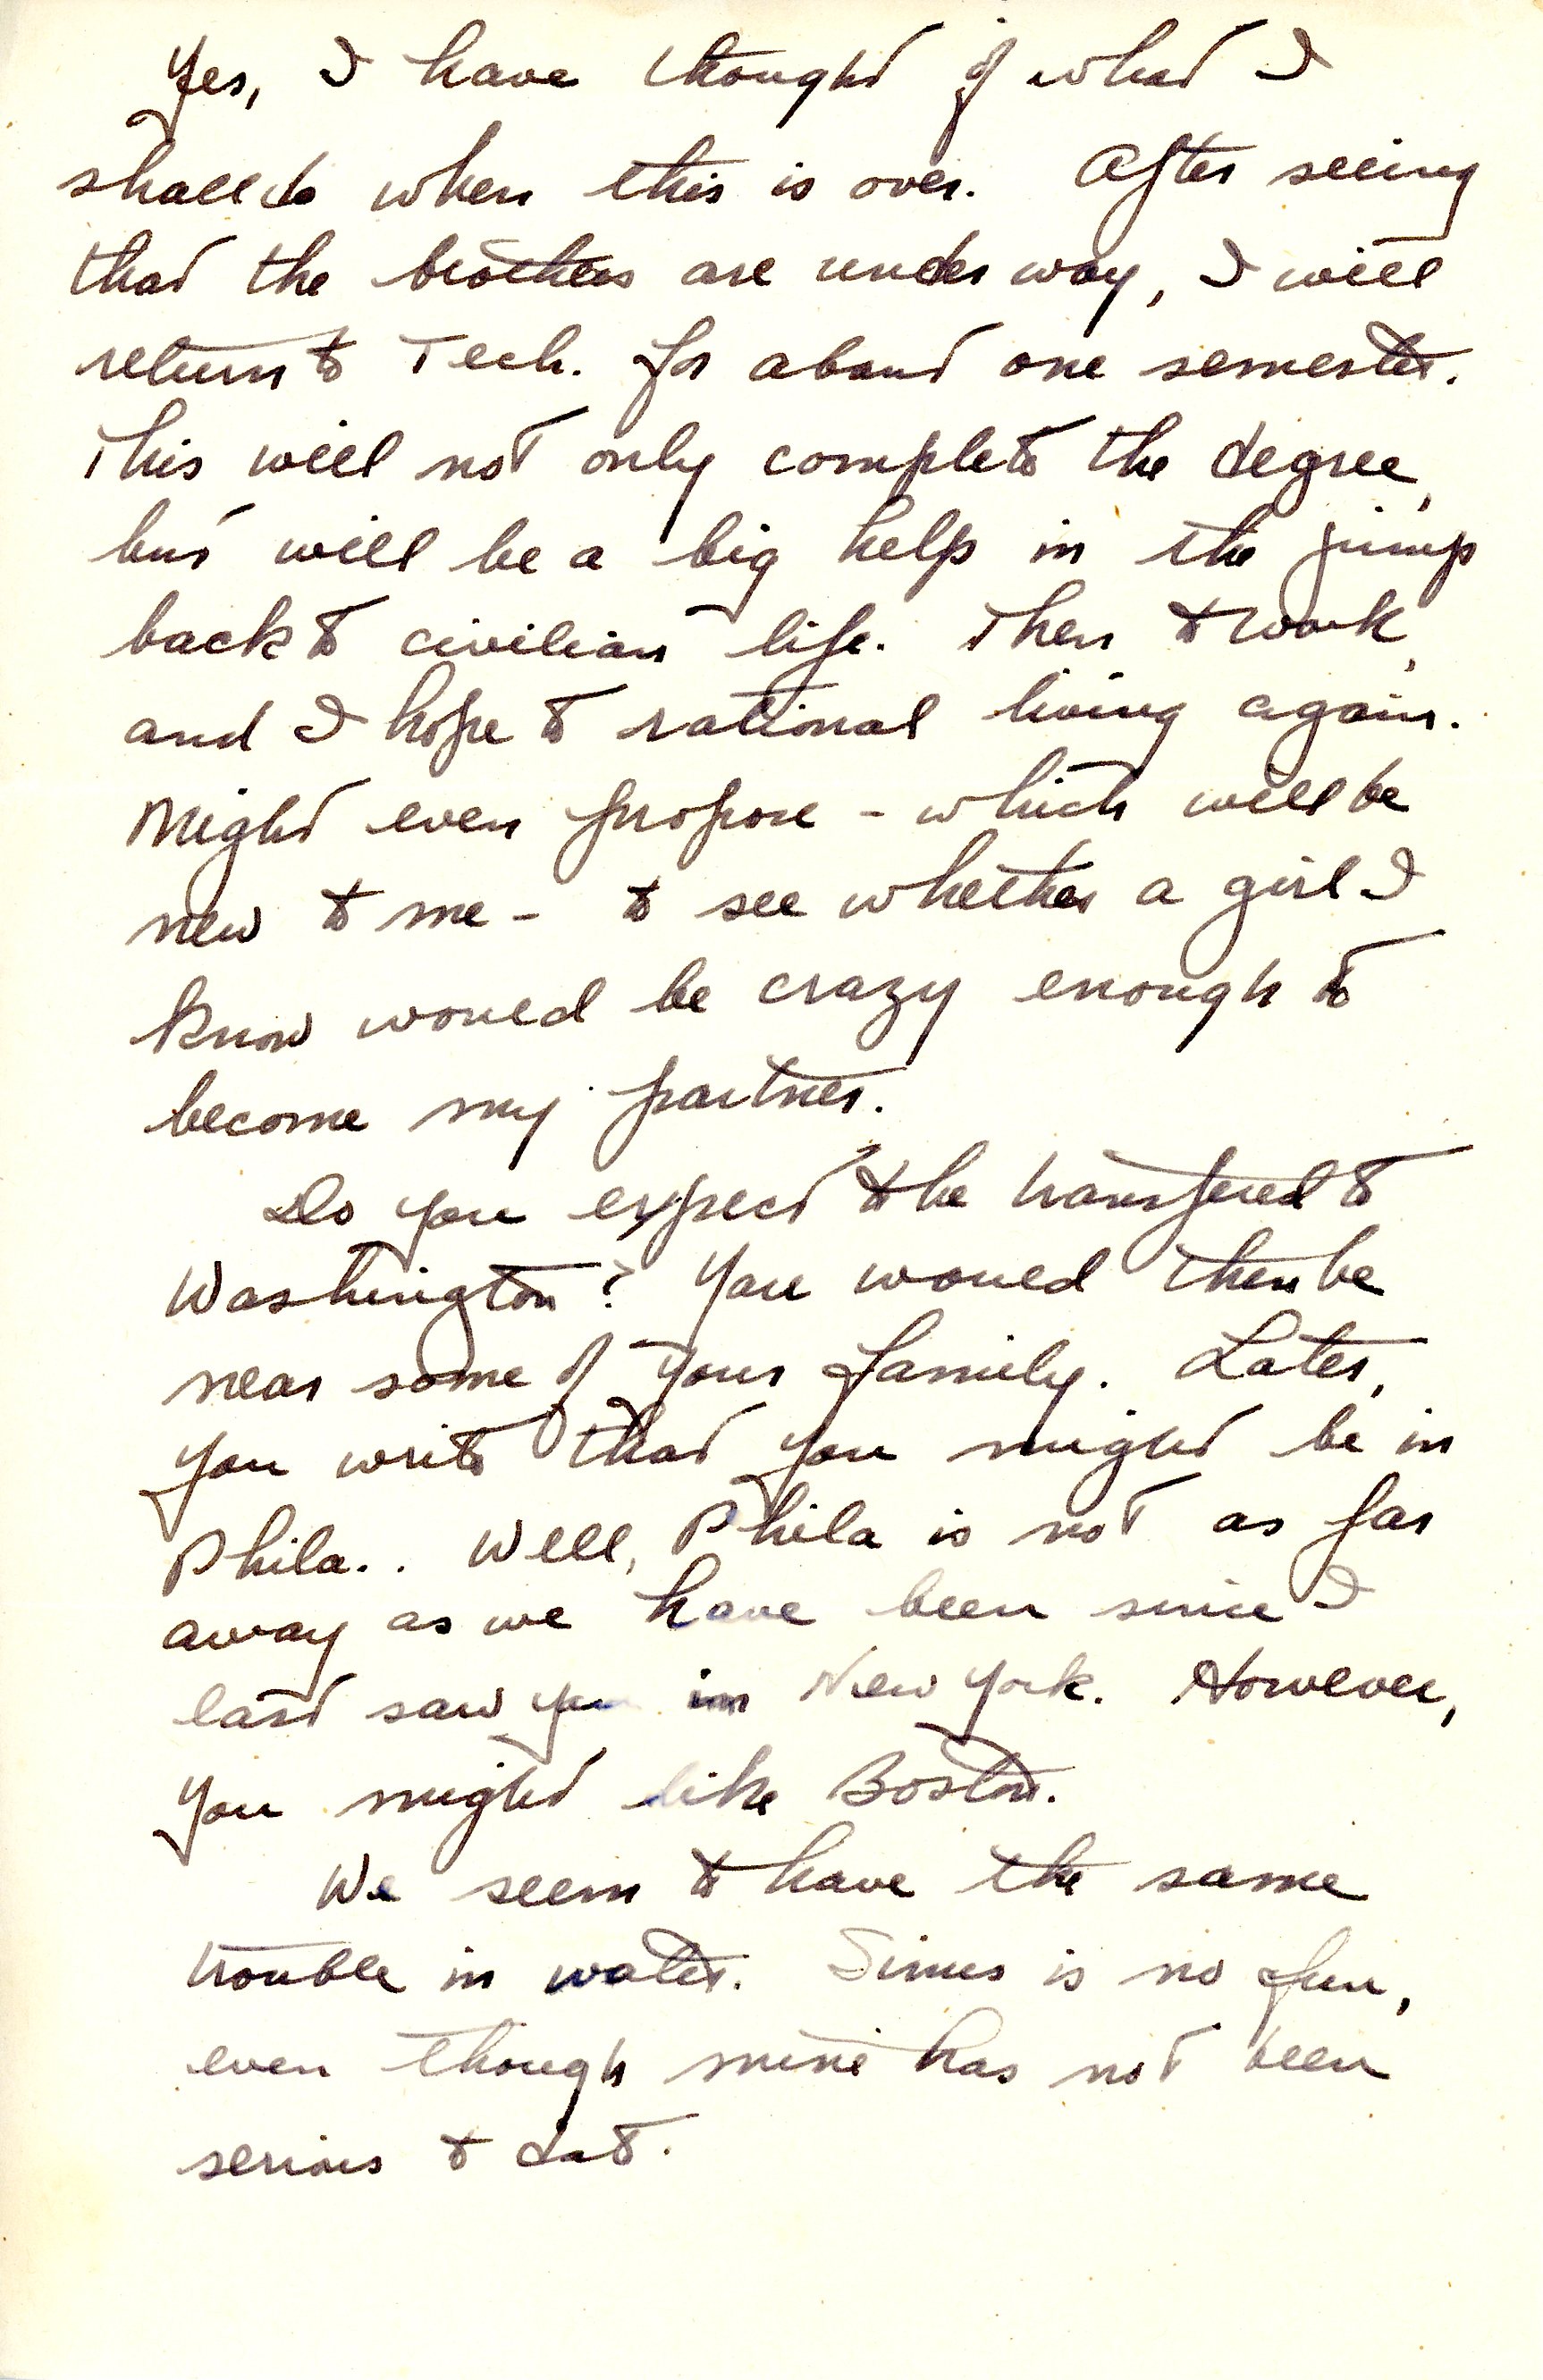 Yes, I have thought of what I
shall do when this is over. After seeing
that the brothers are under way, I will
return to Tech. for about one semester.
This will not only complete the degree,
but will be a big help in the jump
back to civilian life. Then to work,
and I hope to rational living again.
Might even propose - which will be
new to me - to see whether a girl I
know would be crazy enough to
become my partner.
Do you expect to be transfered to
Washington? You would then be
near some of your family. Later,
you write that you might be in
Phila.. Well, Phila is not as far
away as we have been since I
last saw you in New York. However,
you might like Boston.
We seem to have the same
trouble in water. Sinus is no fun,
even though mine has not been
serious to date.